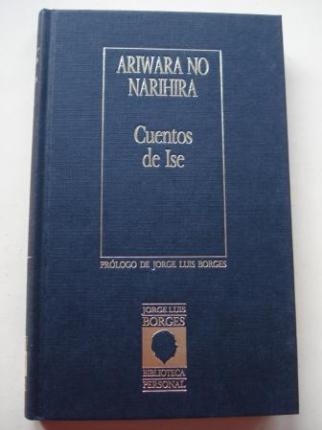 ARIWARA NO
NARIHIRA
Cuentos
de Ise
PRÓLOGO DE JORGE LUIS BORGES
JORGE LUIS
BORGES
BIBLIOTECA
PERSONAL